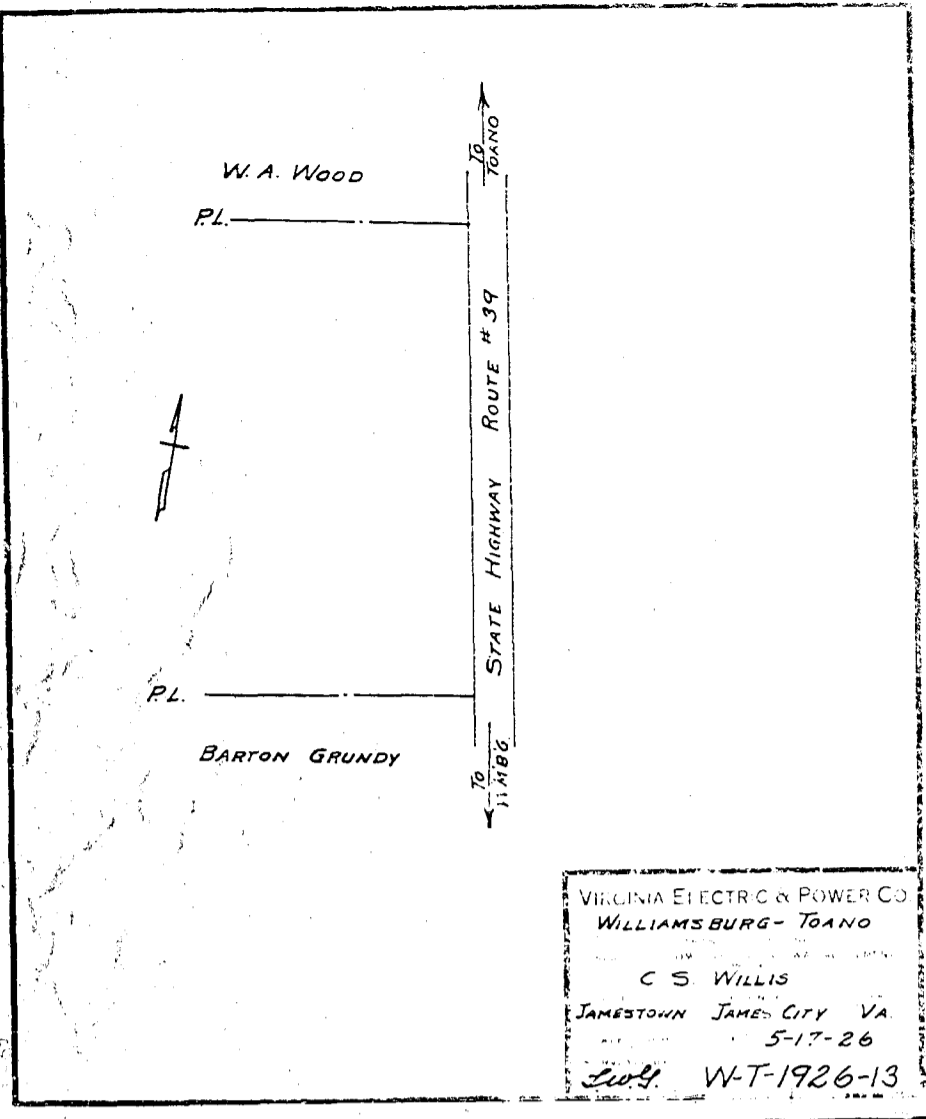 To
TOANO
W. A. WOOD
P.L.
STATE HIGHWAY ROUTE # 39
P.L.
BARTON GRUNDY
To
VIRGINIA ELECTRIC & POWER CO
WILLIAMSBURG - TOANO
C S. WILLIS
JAMESTOWN JAMES CITY VA.
5-17-26
W-T-1926-13